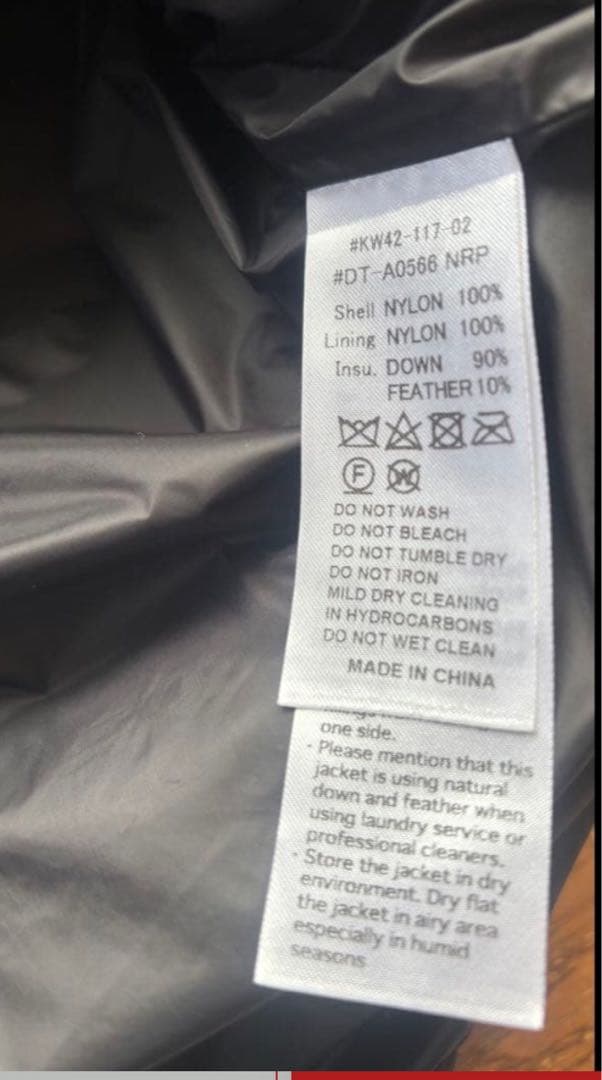 #KW42-117-02
#DT-A0566 NRP
Shell NYLON 100%
Lining NYLON 100%
Insu. DOWN 90%
FEATHER 10%
F W
DO NOT WASH
DO NOT BLEACH
DO NOT TUMBLE DRY
DO NOT IRON
MILD DRY CLEANING
IN HYDROCARBONS
DO NOT WET CLEAN
MADE IN CHINA
one side.
- Please mention that this
jacket is using natural
down and feather when
using laundry service or
professional cleaners.
- Store the jacket in dry
environment. Dry flat
the jacket in airy area
especially in humid
seasons